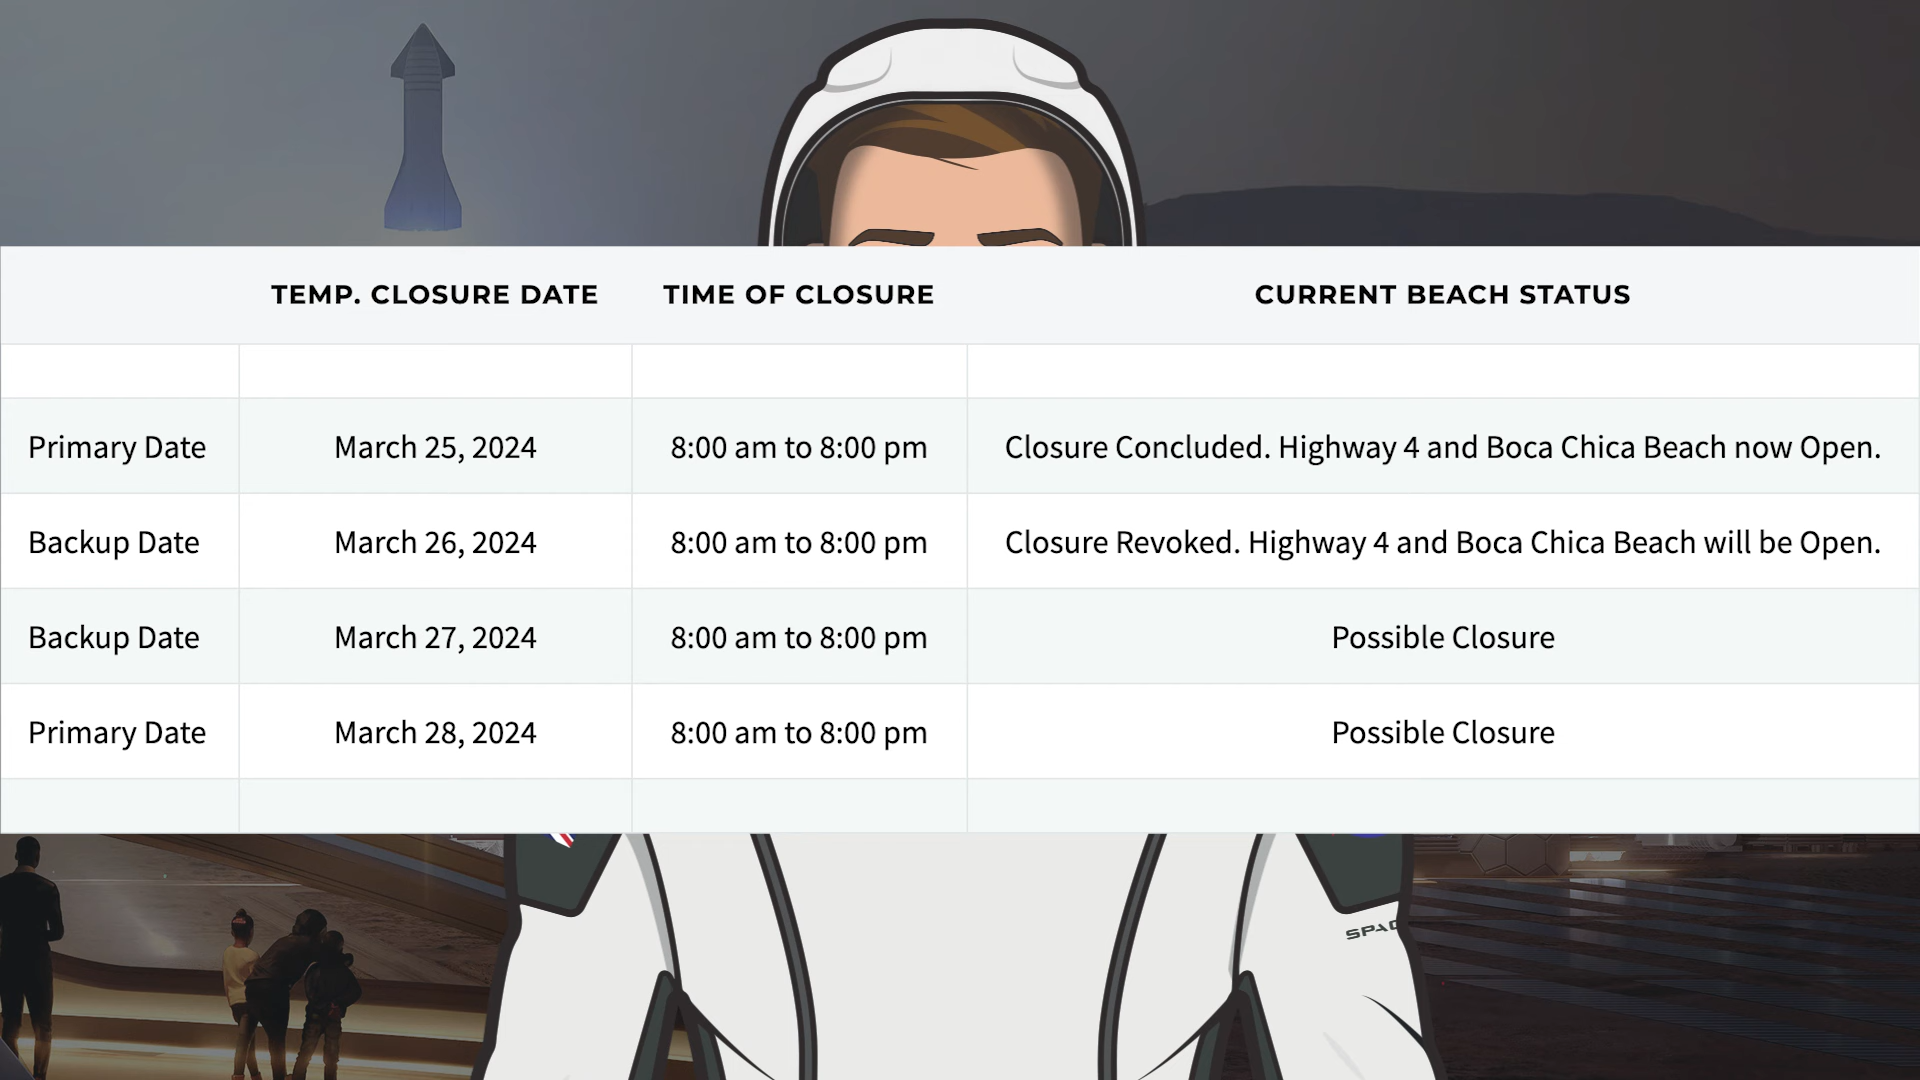 TEMP. CLOSURE DATE TIME OF CLOSURE CURRENT BEACH STATUS
Primary Date March 25, 2024 8:00 am to 8:00 pm Closure Concluded. Highway 4 and Boca Chica Beach now Open.
Backup Date March 26, 2024 8:00 am to 8:00 pm Closure Revoked. Highway 4 and Boca Chica Beach will be Open.
Backup Date March 27, 2024 8:00 am to 8:00 pm Possible Closure
Primary Date March 28, 2024 8:00 am to 8:00 pm Possible Closure